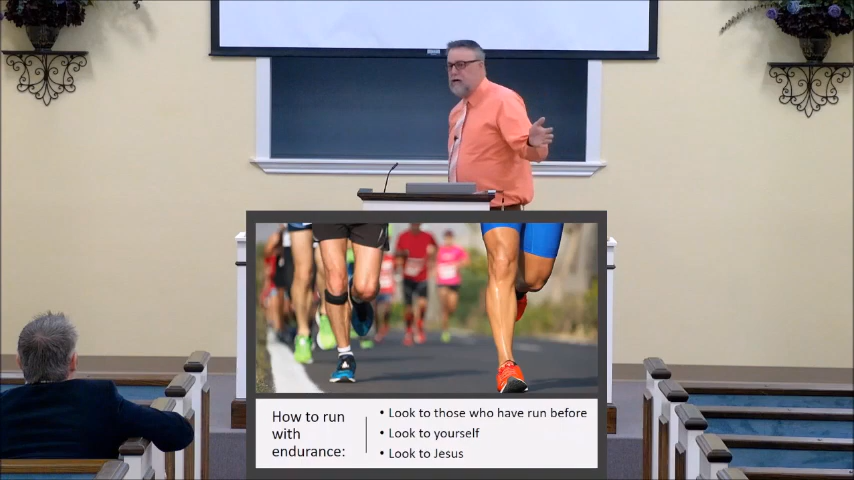 How to run
with
endurance:
• Look to those who have run before
• Look to yourself
• Look to Jesus